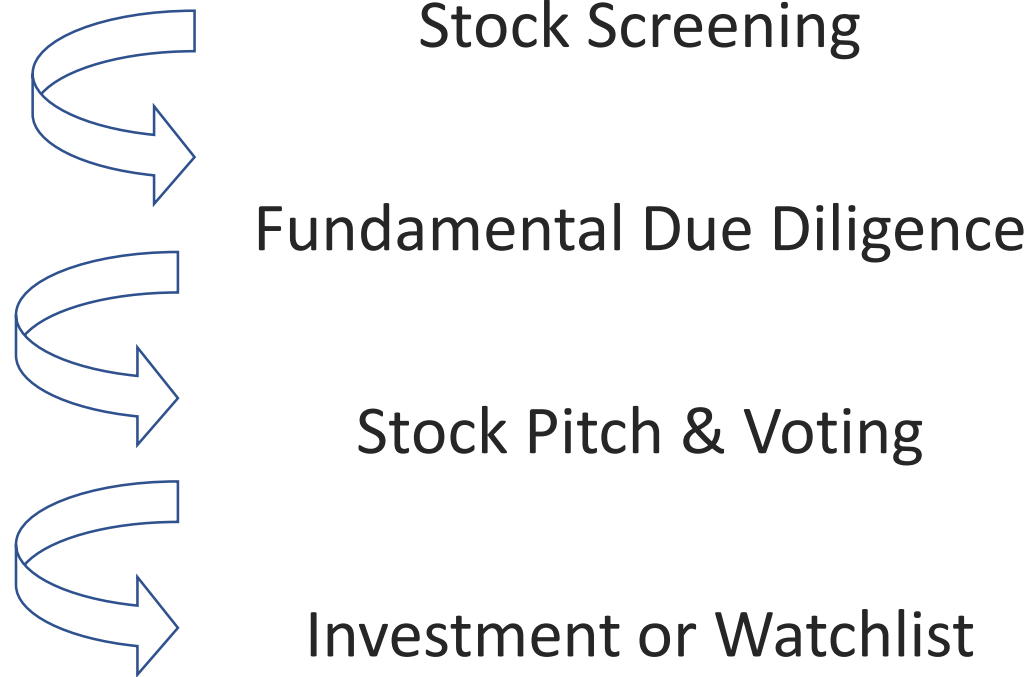 Stock Screening
Fundamental Due Diligence
Stock Pitch & Voting
Investment or Watchlist